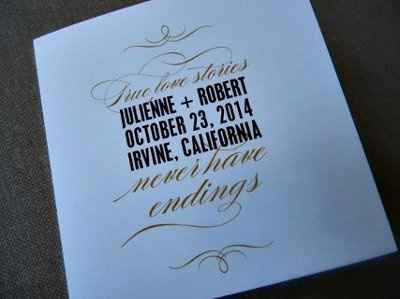 True love stories
JULIENNE + ROBERT
OCTOBER 23, 2014
IRVINE, CALIFORNIA
never have
endings